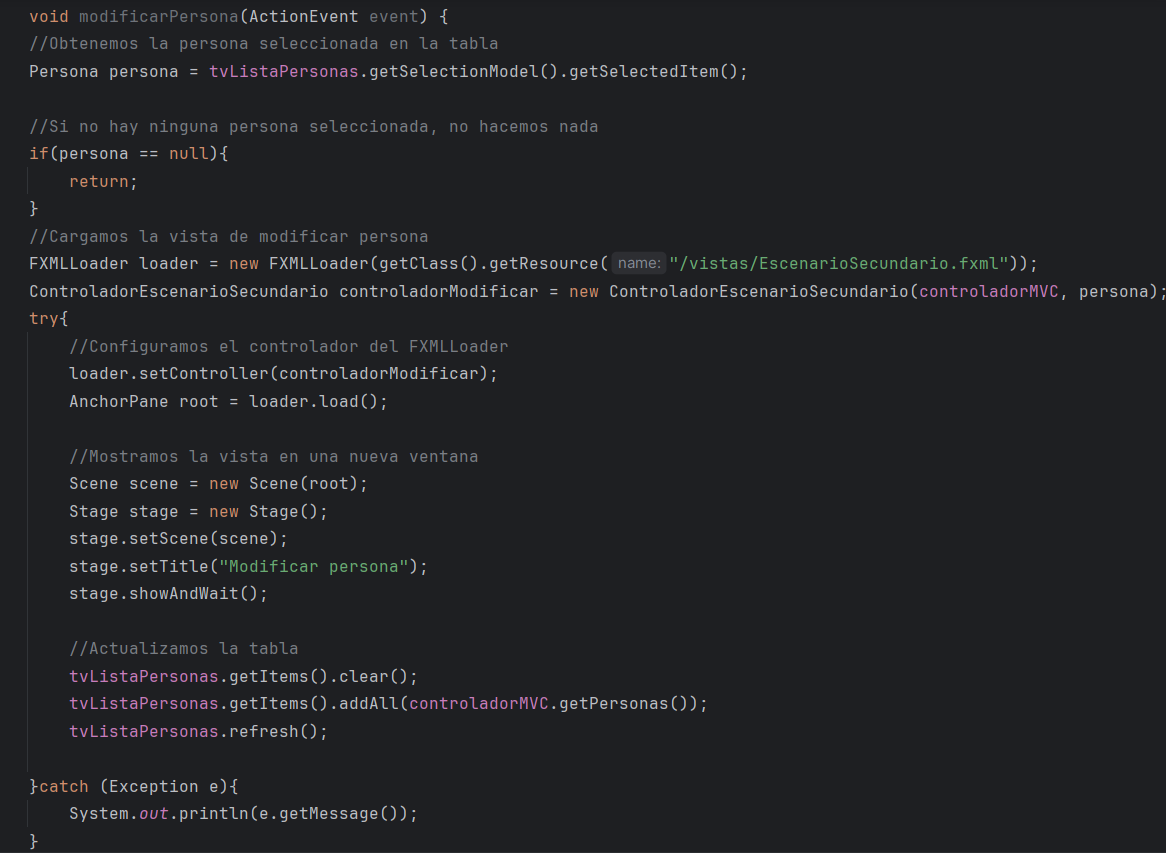 void modificarPersona(ActionEvent event) {
//Obtenemos la persona seleccionada en la tabla
Persona persona = tvListaPersonas.getSelectionModel().getSelectedItem();
//Si no hay ninguna persona seleccionada, no hacemos nada
if(persona == null){
return;
}
//Cargamos la vista de modificar persona
FXMLLoader loader = new FXMLLoader(getClass().getResource( name: "/vistas/EscenarioSecundario.fxml"));
ControladorEscenarioSecundario controladorModificar = new ControladorEscenarioSecundario(controladorMVC, persona);
try{
//Configuramos el controlador del FXMLLoader
loader.setController(controladorModificar);
AnchorPane root = loader.load();
//Mostramos la vista en una nueva ventana
Scene scene = new Scene(root);
Stage stage = new Stage();
stage.setScene(scene);
stage.setTitle("Modificar persona");
stage.showAndWait();
//Actualizamos la tabla
tvListaPersonas.getItems().clear();
tvListaPersonas.getItems().addAll(controladorMVC.getPersonas());
tvListaPersonas.refresh();
}catch (Exception e){
System.out.println(e.getMessage());
}